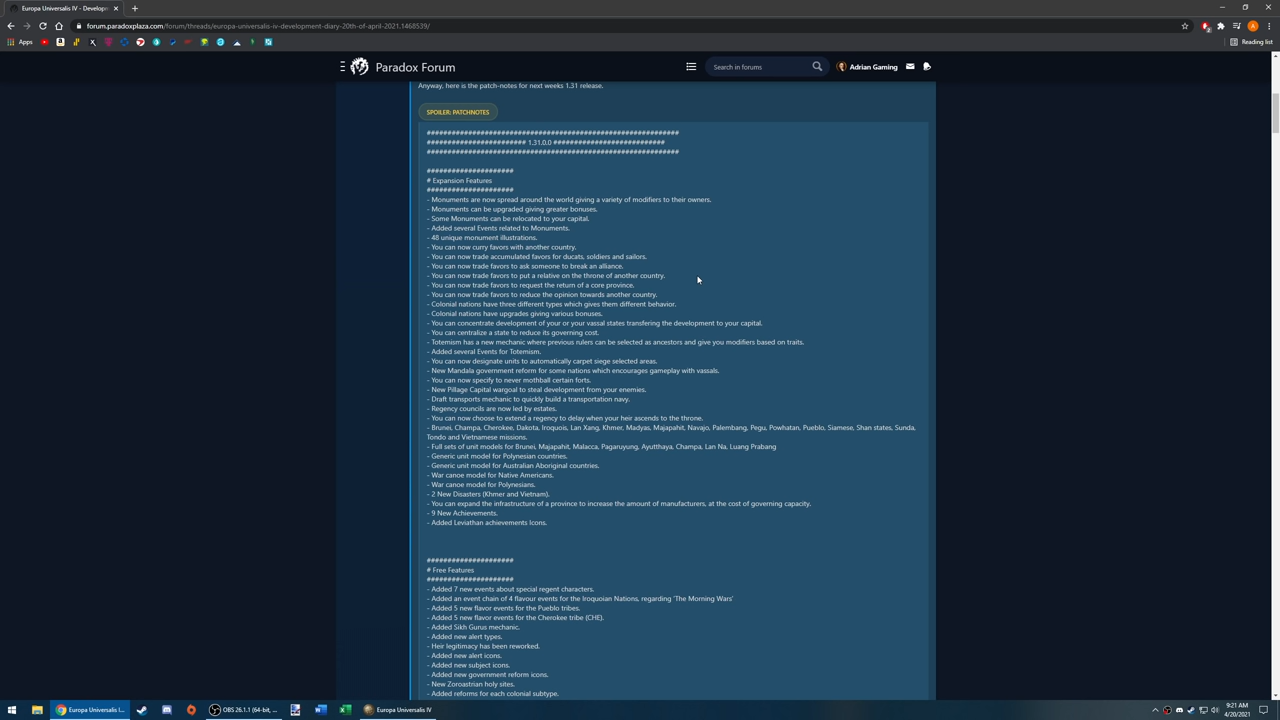 Europa Universalis IV - Develop
forum.paradoxplaza.com/forum/threads/europa-universalis-iv-development-diary-20th-of-april-2021.1468539/
Apps
Reading list
Paradox Forum
Search in forums
Adrian Gaming
Anyway, here is the patch-notes for next weeks 1.31 release.
SPOILER: PATCHNOTES
#############################################################
######################## 1.31.0.0 ###########################
#############################################################
#####################
# Expansion Features
#####################
- Monuments are now spread around the world giving a variety of modifiers to their owners.
- Monuments can be upgraded giving greater bonuses.
- Some Monuments can be relocated to your capital.
- Added several Events related to Monuments.
- 48 unique monument illustrations.
- You can now curry favors with another country.
- You can now trade accumulated favors for ducats, soldiers and sailors.
- You can now trade favors to ask someone to break an alliance.
- You can now trade favors to put a relative on the throne of another country.
- You can now trade favors to request the return of a core province.
- You can now trade favors to reduce the opinion towards another country.
- Colonial nations have three different types which gives them different behavior.
- Colonial nations have upgrades giving various bonuses.
- You can concentrate development of your or your vassal states transfering the development to your capital.
- You can centralize a state to reduce its governing cost.
- Totemism has a new mechanic where previous rulers can be selected as ancestors and give you modifiers based on traits.
- Added several Events for Totemism.
- You can now designate units to automatically carpet siege selected areas.
- New Mandala government reform for some nations which encourages gameplay with vassals.
- You can now specify to never mothball certain forts.
- New Pillage Capital wargoal to steal development from your enemies.
- Draft transports mechanic to quickly build a transportation navy.
- Regency councils are now led by estates.
- You can now choose to extend a regency to delay when your heir ascends to the throne.
- Brunei, Champa, Cherokee, Dakota, Iroquois, Lan Xang, Khmer, Madyas, Majapahit, Navajo, Palembang, Pegu, Powhatan, Pueblo, Siamese, Shan states, Sunda,
Tondo and Vietnamese missions.
- Full sets of unit models for Brunei, Majapahit, Malacca, Pagaruyung, Ayutthaya, Champa, Lan Na, Luang Prabang
- Generic unit model for Polynesian countries.
- Generic unit model for Australian Aboriginal countries.
- War canoe model for Native Americans.
- War canoe model for Polynesians.
- 2 New Disasters (Khmer and Vietnam).
- You can expand the infrastructure of a province to increase the amount of manufacturers, at the cost of governing capacity.
- 9 New Achievements.
- Added Leviathan achievements Icons.
#####################
# Free Features
#####################
- Added 7 new events about special regent characters.
- Added an event chain of 4 flavour events for the Iroquoian Nations, regarding 'The Morning Wars'
- Added 5 new flavor events for the Pueblo tribes.
- Added 5 new flavor events for the Cherokee tribe (CHE).
- Added Sikh Gurus mechanic.
- Added new alert types.
- Heir legitimacy has been reworked.
- Added new alert icons.
- Added new subject icons.
- Added new government reform icons.
- New Zoroastrian holy sites.
- Added reforms for each colonial subtype.
Europa Universalis I...
OBS 26.1.1 (64-bit, ...
Europa Universalis IV
9:21 AM
4/20/2021